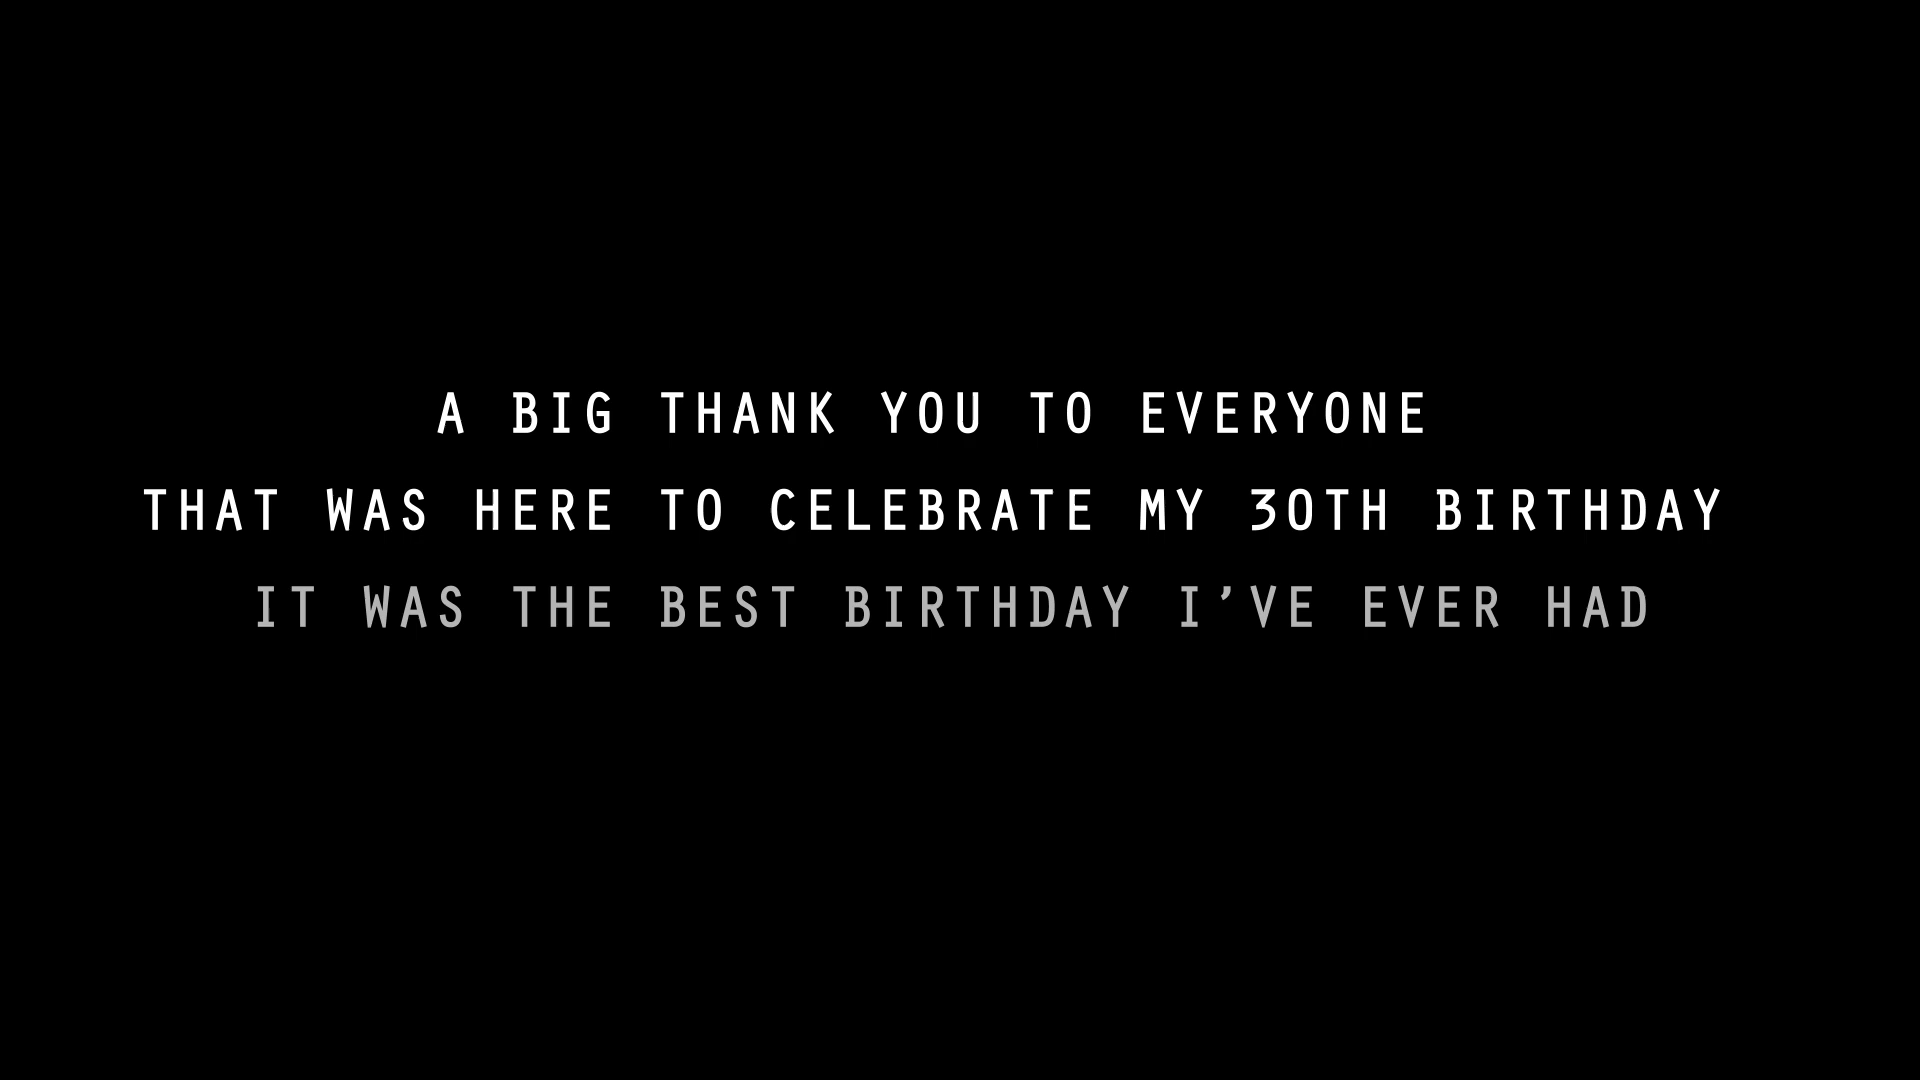 A BIG THANK YOU TO EVERYONE
THAT WAS HERE TO CELEBRATE MY 30TH BIRTHDAY
IT WAS THE BEST BIRTHDAY I’VE EVER HAD